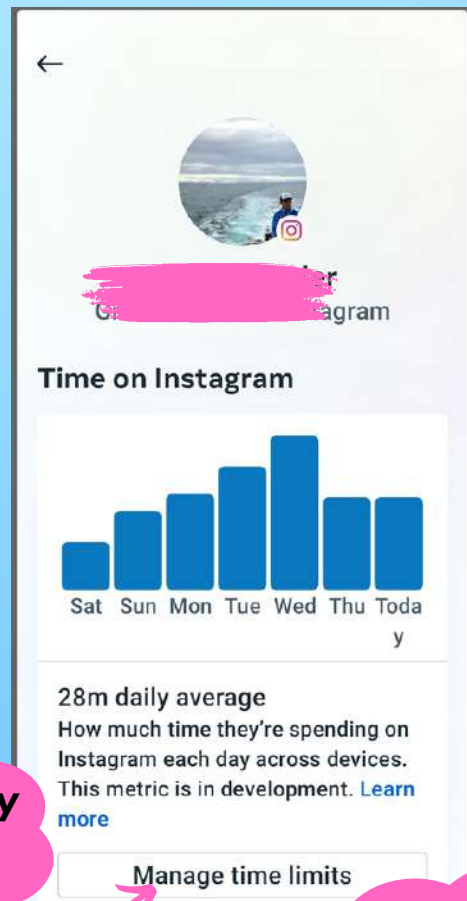 agram
Time on Instagram
Sat Sun Mon Tue Wed Thu Toda
y
28m daily average
How much time they're spending on
Instagram each day across devices.
This metric is in development. Learn
more
Manage time limits